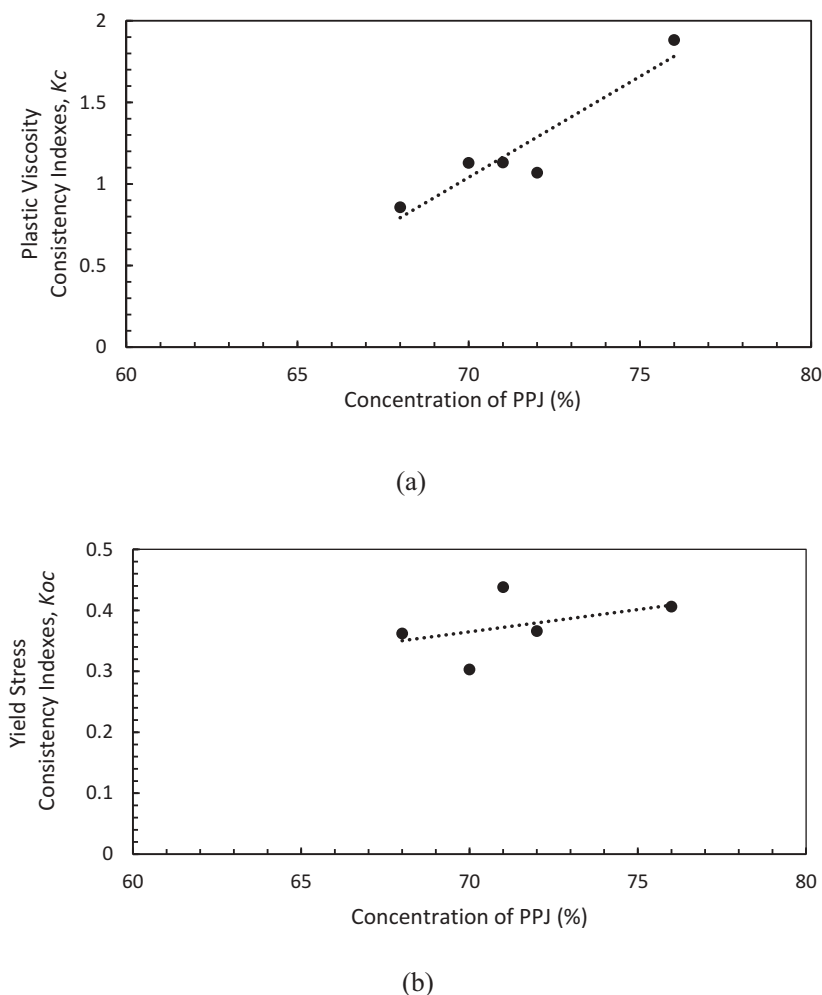 2
1.5
1
0.5
0
Plastic Viscosity
Consistency Indexes, Kc
60
65
70
75
80
Concentration of PPJ (%)
(a)
0.5
0.4
0.3
0.2
0.1
0
Yield Stress
Consistency Indexes, Koc
60
65
70
75
80
Concentration of PPJ (%)
(b)